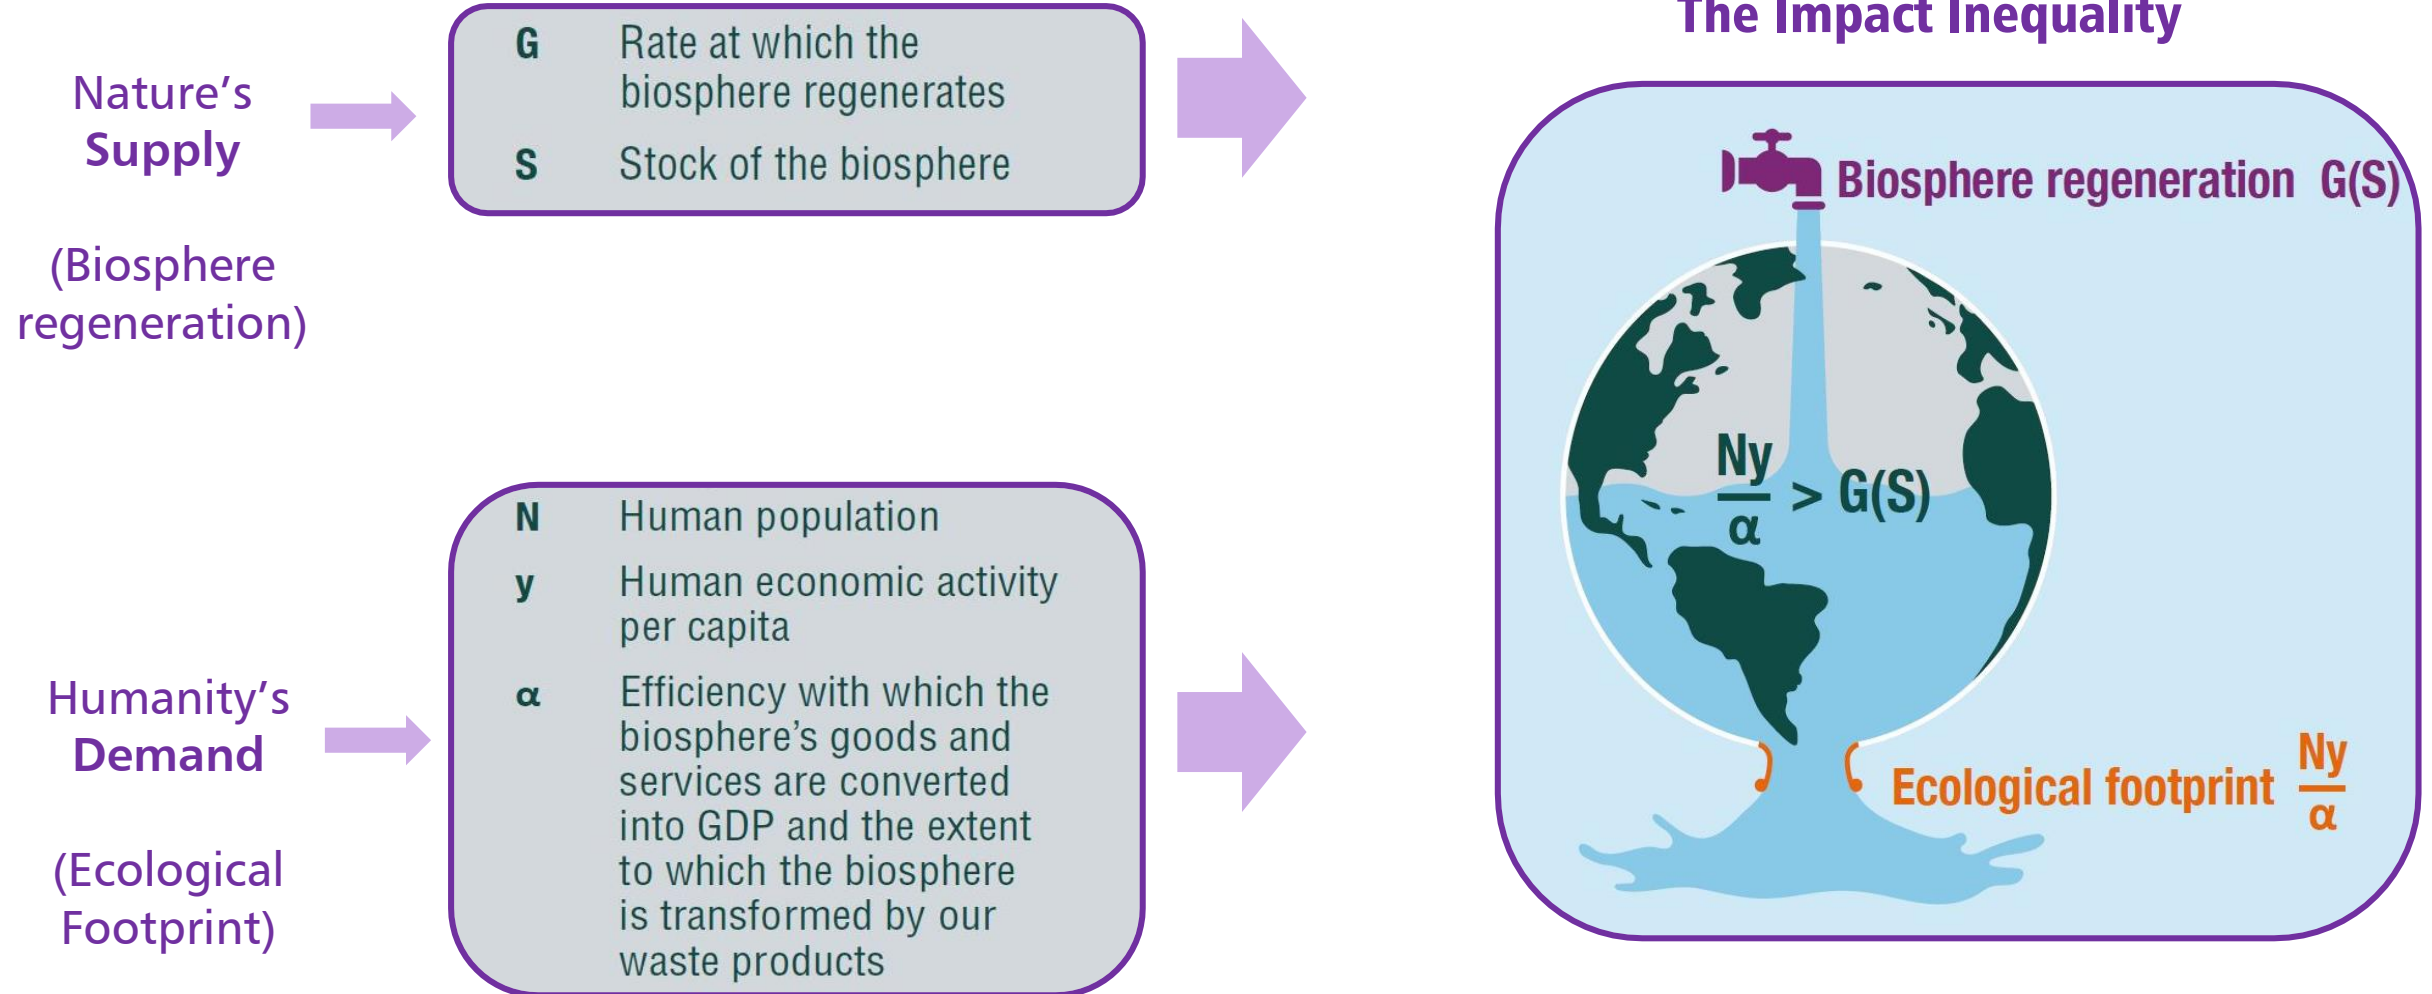 The Impact Inequality
Nature's
Supply
(Biosphere
regeneration)
G Rate at which the
biosphere regenerates
S Stock of the biosphere
Humanity's
Demand
(Ecological
Footprint)
N Human population
y Human economic activity
per capita
α Efficiency with which the
biosphere's goods and
services are converted
into GDP and the extent
to which the biosphere
is transformed by our
waste products
Biosphere regeneration G(S)
Ny
> G(S)
α
Ecological footprint
Ny
α